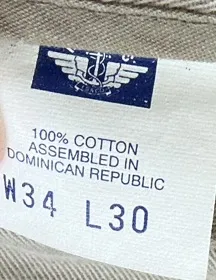 100% COTTON
ASSEMBLED IN
DOMINICAN REPUBLIC
W34 L30